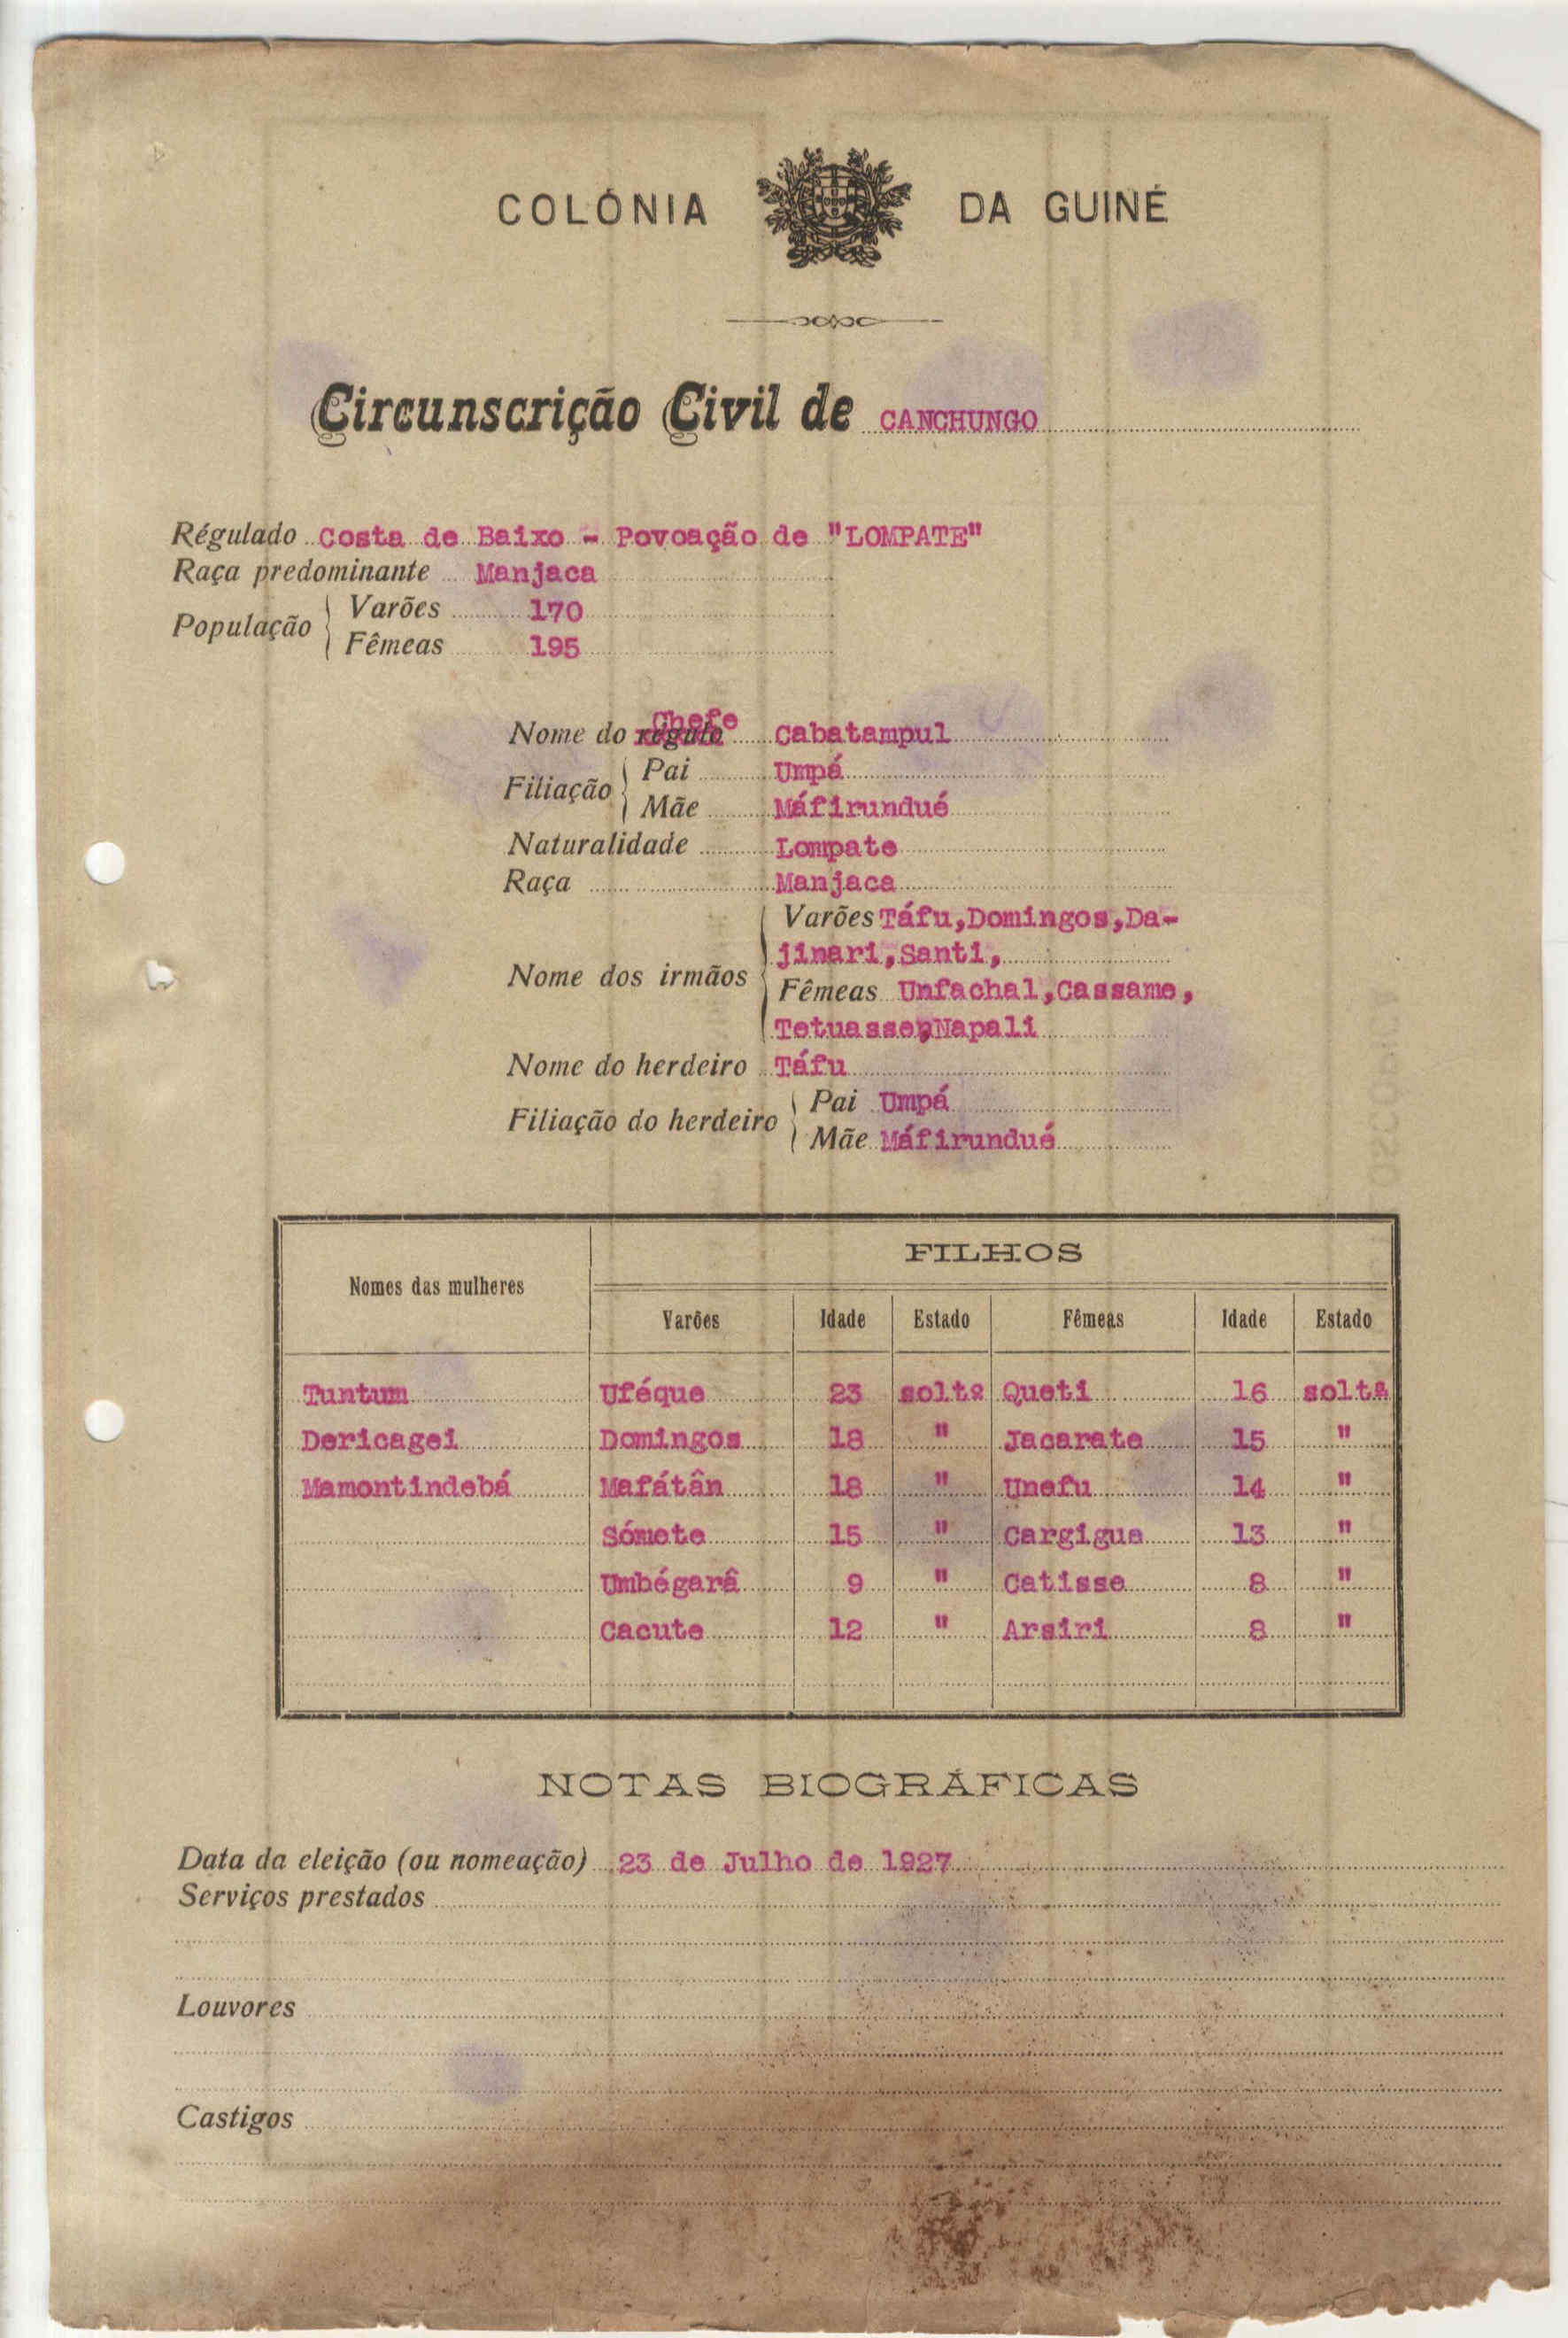 COLÓNIA DA GUINÉ
Circunscrição Civil de CANCHUNGO
Régulado Costa de Baixo - Povoação de "LOMPATE"
Raça predominante Manjaca
População Varões 170
Fêmeas 195
Chefe
Nome do régulo Cabatampul
Filiação Pai Umpá
Mãe Máfirundué
Naturalidade Lompate
Raça Manjaca
Varões Táfu,Domingos,Da-
jinari,Santi,
Nome dos irmãos
Fêmeas Unfachal,Cassame,
Tetuasse,Napali
Nome do herdeiro Táfu
Filiação do herdeiro Pai Umpá
Mãe Máfirundué
FILHOS
Nomes das mulheres
Varões Idade Estado Fêmeas Idade Estado
Tuntum Uféque 23 soltº Queti 16 soltª
Dericagei Domingos 18 " Jacarate 15 "
Mamontindebá Mafátân 18 " Unefu 14 "
Sómete 15 " Cargigua 13 "
Umbégarâ 9 " Catisse 8 "
Cacute 12 " Arsiri 8 "
NOTAS BIOGRÁFICAS
Data da eleição (ou nomeação) 23 de Julho de 1927
Serviços prestados
Louvores
Castigos